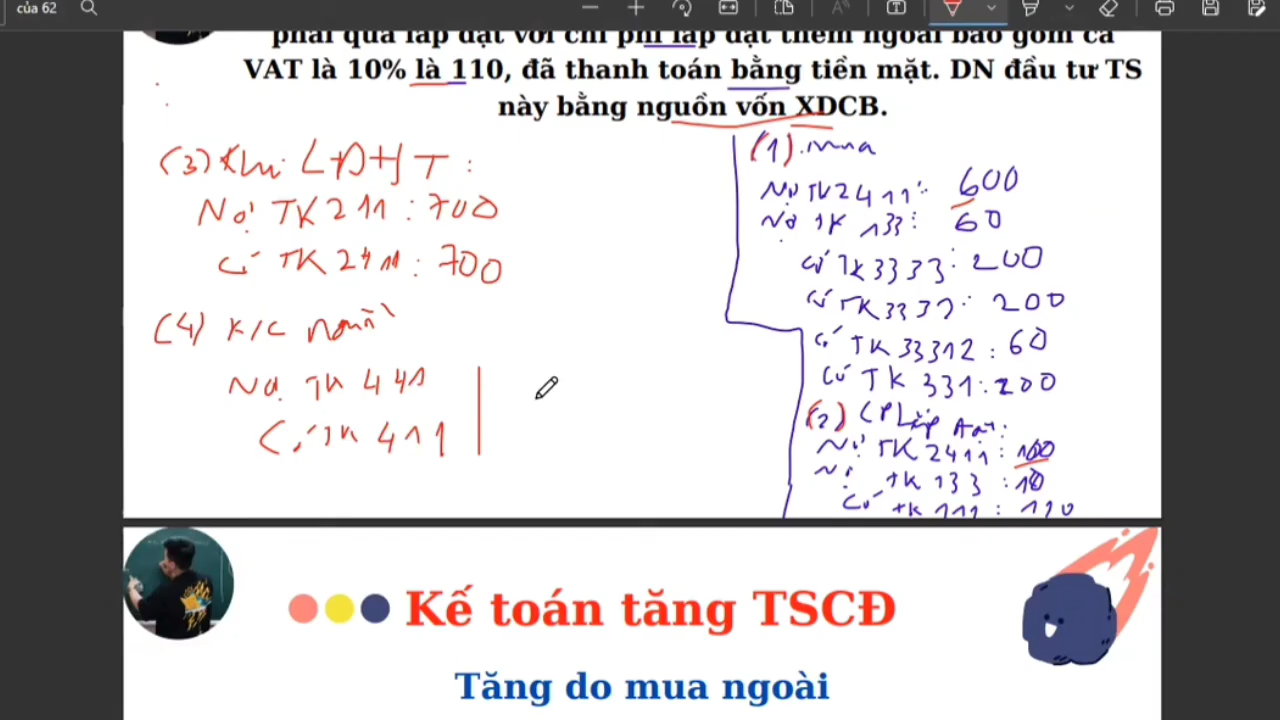 của 62
phải qua lắp đặt với chi phí lắp đặt thêm ngoài bao gồm cả
VAT là 10% là 110, đã thanh toán bằng tiền mặt. DN đầu tư TS
này bằng nguồn vốn XDCB.
(3) Khi LĐHT:
Nợ TK 211: 700
Có TK 2411: 700
(4) K/C nguồn
Nợ TK 441
Có TK 411
(1). Mua
Nợ TK 2411: 600
Nợ TK 133: 60
Có TK 3333: 200
Có TK 3332: 200
Có TK 33312: 60
Có TK 331: 200
(2) CP Lắp đặt:
Nợ TK 2411: 100
Nợ TK 133: 10
Có TK 111: 110
Kế toán tăng TSCĐ
Tăng do mua ngoài